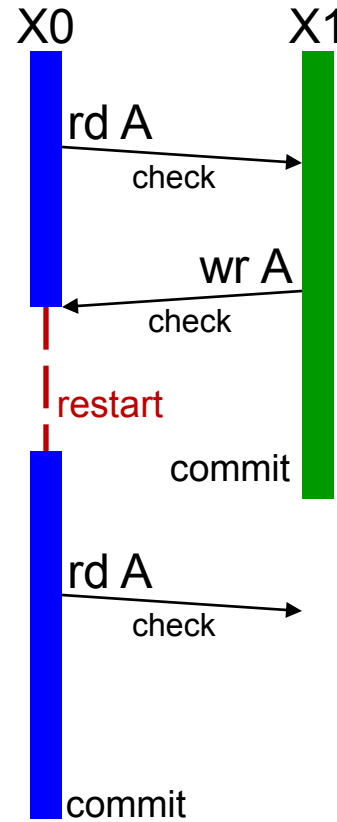 X0 X1
rd A
check
wr A
check
restart
commit
rd A
check
commit